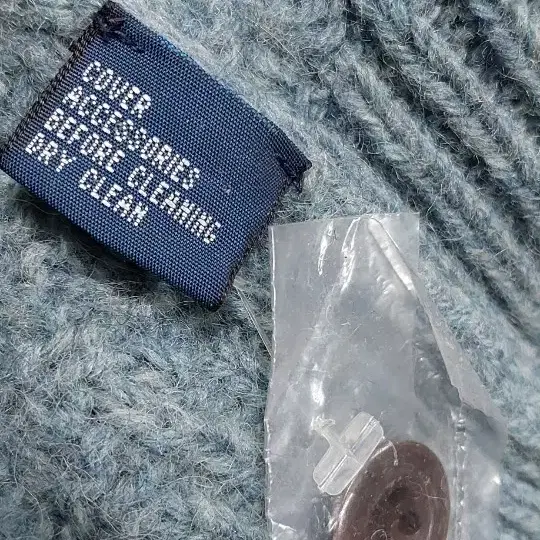 COVER
ACCESSORIES
BEFORE CLEANING
DRY CLEAN